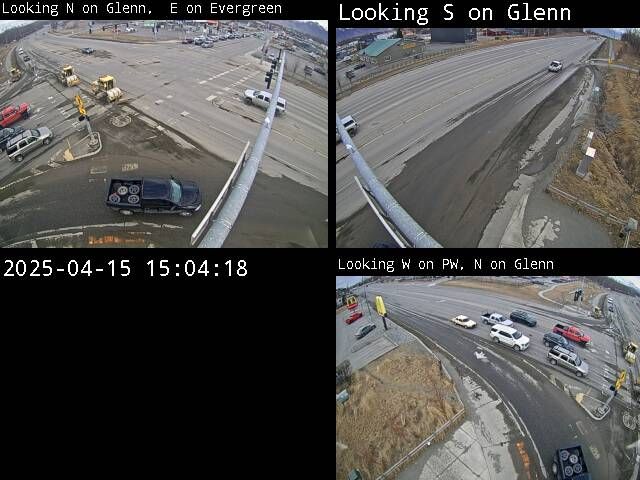 Looking N on Glenn,  E on Evergreen
Looking S on Glenn
2025-04-15 15:04:18
Looking W on PW, N on Glenn